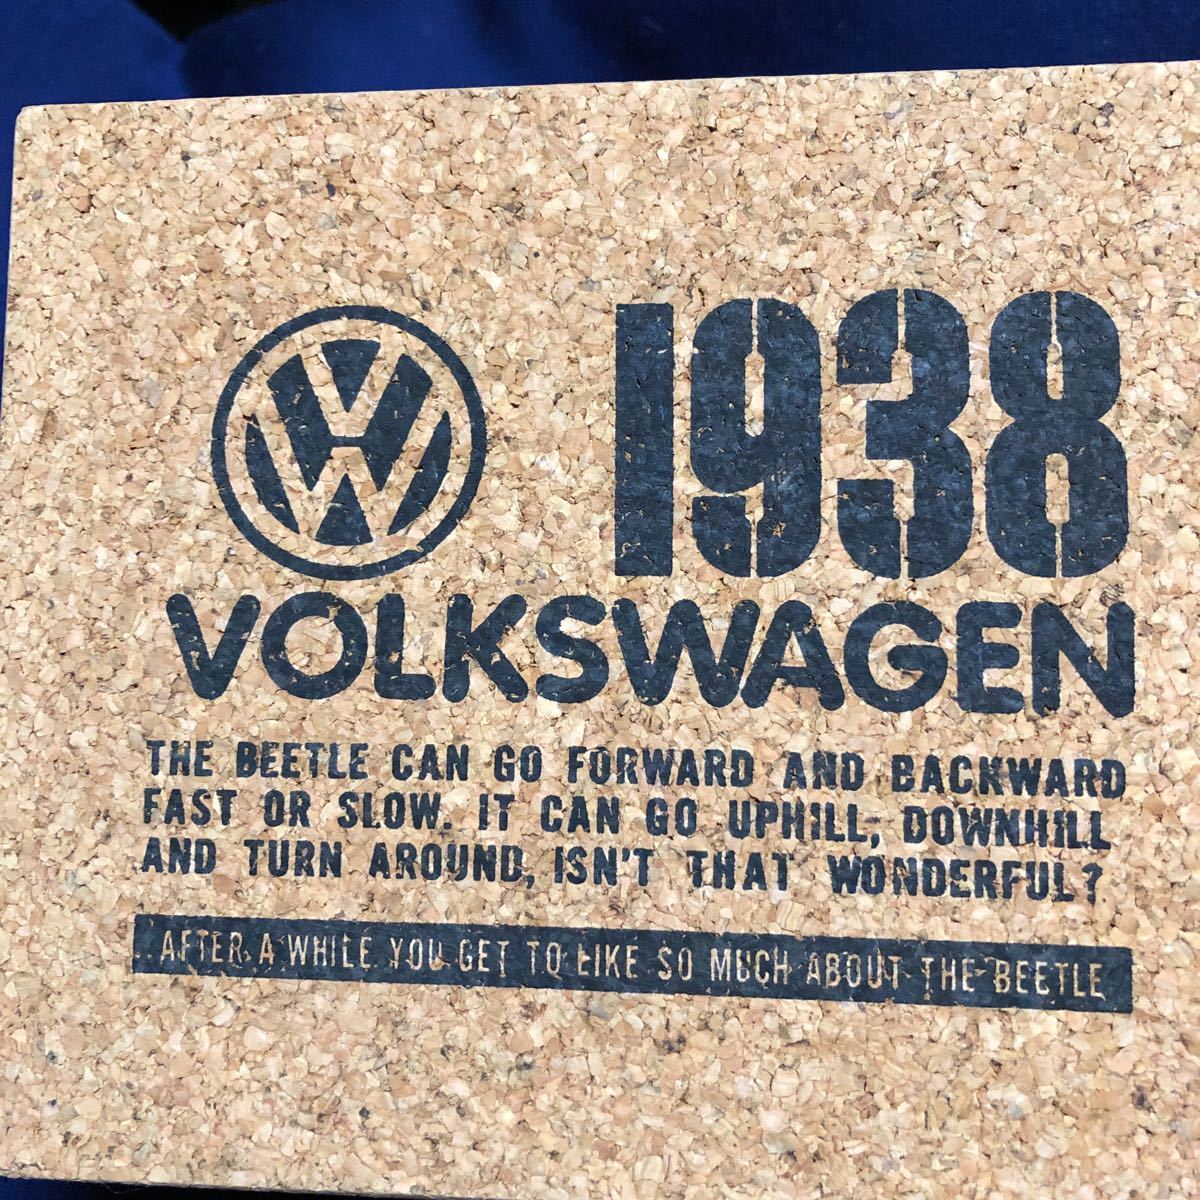 1938
VOLKSWAGEN
THE BEETLE CAN GO FORWARD AND BACKWARD
FAST OR SLOW. IT CAN GO UPHILL, DOWNHILL
AND TURN AROUND, ISN'T THAT WONDERFUL?
AFTER A WHILE YOU GET TO LIKE SO MUCH ABOUT THE BEETLE